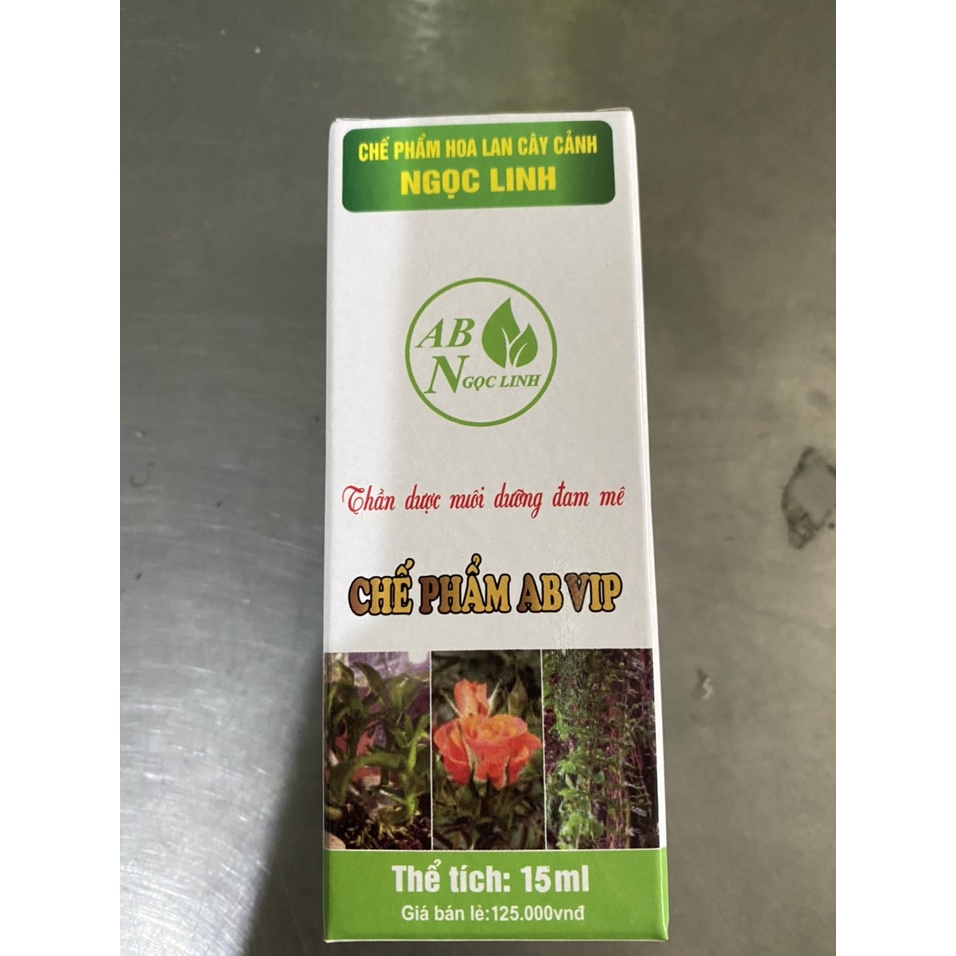 CHẾ PHẨM HOA LAN CÂY CẢNH
NGỌC LINH
AB
NGỌC LINH
Thần dược nuôi dưỡng đam mê
CHẾ PHẨM AB VIP
Thể tích: 15ml
Giá bán lẻ:125.000vnđ